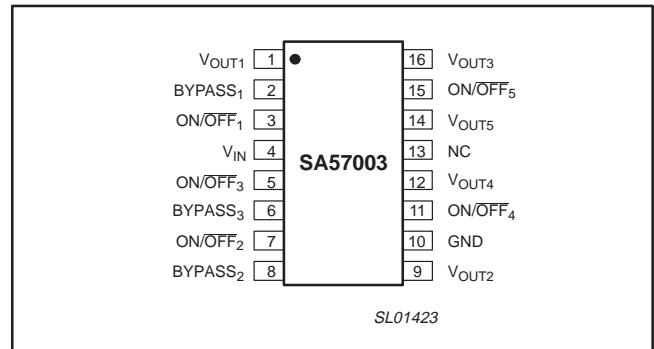 VOUT1 1 16 VOUT3
BYPASS1 2 15 ON/OFF5
ON/OFF1 3 14 VOUT5
VIN 4 13 NC
SA57003
ON/OFF3 5 12 VOUT4
BYPASS3 6 11 ON/OFF4
ON/OFF2 7 10 GND
BYPASS2 8 9 VOUT2
SL01423